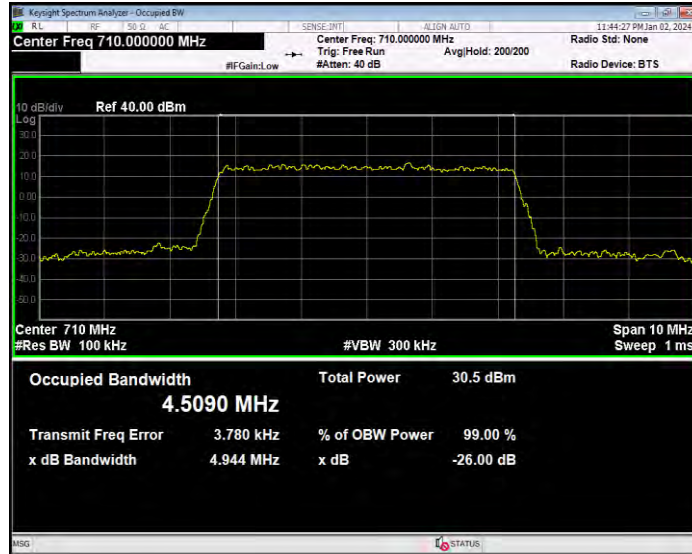 Keysight Spectrum Analyzer - Occupied BW
RL RF 50 Ω AC SENSE:INT ALIGN AUTO 11:44:27 PM Jan 02, 2024
Center Freq 710.000000 MHz Center Freq: 710.000000 MHz Radio Std: None
Trig: Free Run Avg|Hold: 200/200
#IFGain:Low #Atten: 40 dB Radio Device: BTS
10 dB/div Ref 40.00 dBm
Log
30.0
20.0
10.0
0.00
-10.0
-20.0
-30.0
-40.0
-50.0
Center 710 MHz Span 10 MHz
#Res BW 100 kHz #VBW 300 kHz Sweep 1 ms
Occupied Bandwidth Total Power 30.5 dBm
4.5090 MHz
Transmit Freq Error 3.780 kHz % of OBW Power 99.00 %
x dB Bandwidth 4.944 MHz x dB -26.00 dB
MSG STATUS